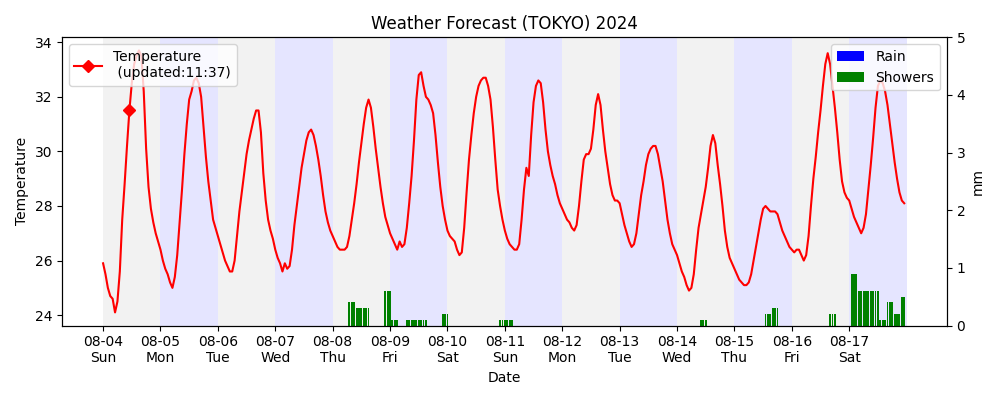 Weather Forecast (TOKYO) 2024
Temperature
(updated:11:37)
Rain
Showers
Temperature
34
32
30
28
26
24
5
4
3
2
1
0
mm
08-04 08-05 08-06 08-07 08-08 08-09 08-10 08-11 08-12 08-13 08-14 08-15 08-16 08-17
Sun Mon Tue Wed Thu Fri Sat Sun Mon Tue Wed Thu Fri Sat
Date